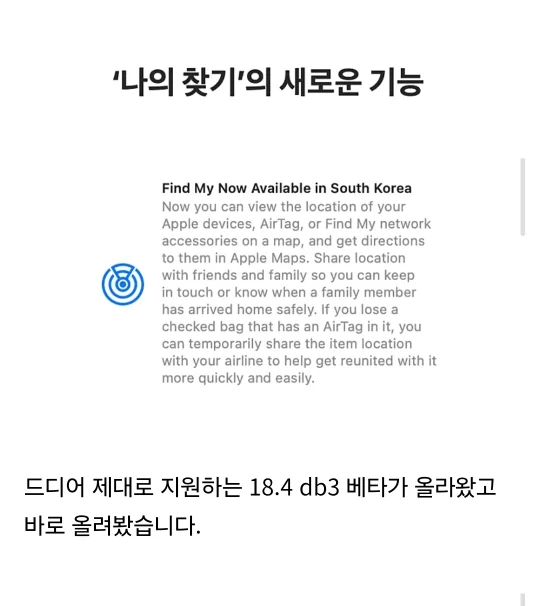 ‘나의 찾기’의 새로운 기능
Find My Now Available in South Korea
Now you can view the location of your
Apple devices, AirTag, or Find My network
accessories on a map, and get directions
to them in Apple Maps. Share location
with friends and family so you can keep
in touch or know when a family member
has arrived home safely. If you lose a
checked bag that has an AirTag in it, you
can temporarily share the item location
with your airline to help get reunited with it
more quickly and easily.
드디어 제대로 지원하는 18.4 db3 베타가 올라왔고
바로 올려봤습니다.